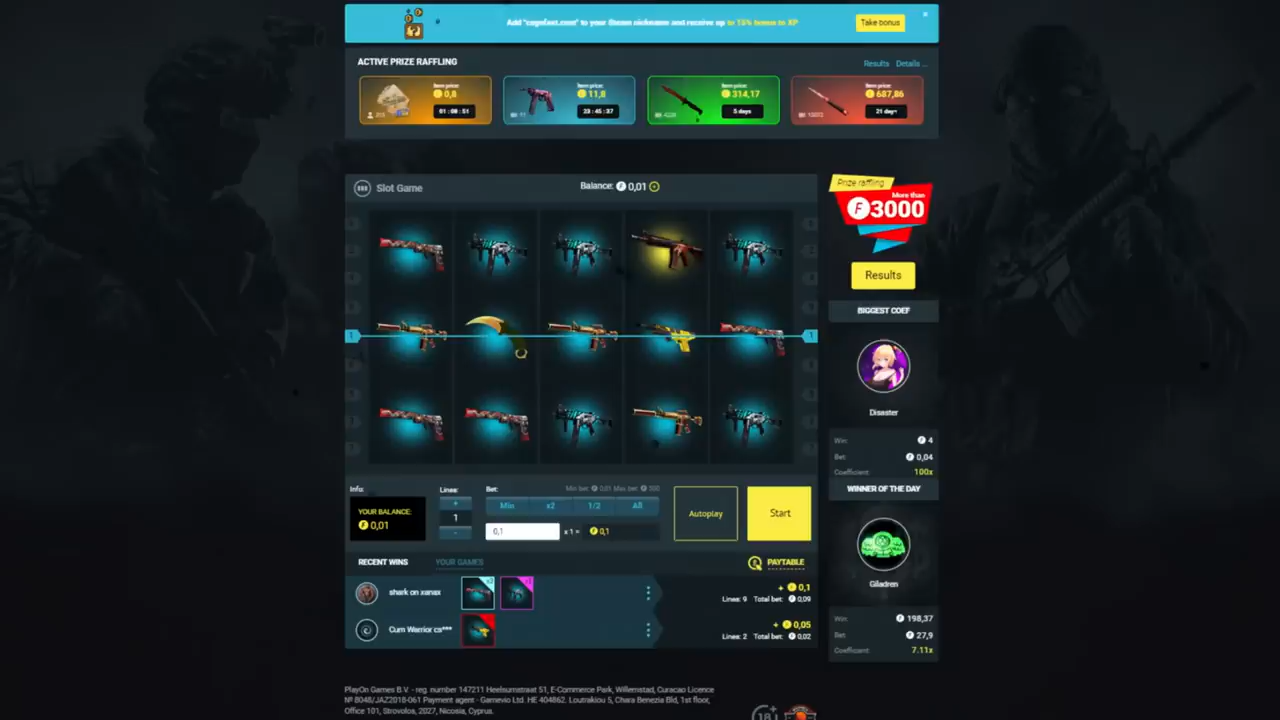 Add "csgofast.com" to your Steam nickname and receive up to 15% bonus to XP
Take bonus
ACTIVE PRIZE RAFFLING
Results Details ...
Item price:
0,8
01 : 08 : 51
Item price:
11,8
23 : 45 : 37
Item price:
314,17
5 days
Item price:
687,86
21 days
Slot Game
Balance: F 0,01
Prize raffling
More than
F 3000
Results
BIGGEST COEF
1
1
Disaster
Win: F 4
Bet: F 0,04
Coefficient: 100x
WINNER OF THE DAY
Giladren
Win: F 198,37
Bet: F 27,9
Coefficient: 7.11x
Info:
YOUR BALANCE:
F 0,01
Lines:
+
1
-
Bet:
Min bet: F 0,01 Max bet: F 500
Min x2 1/2 All
0,1 x 1 = F 0,1
Autoplay
Start
RECENT WINS YOUR GAMES PAYTABLE
shark on xanax
+ F 0,1
Lines: 9 Total bet: F 0,09
Cum Warrior cs***
+ F 0,05
Lines: 2 Total bet: F 0,02
PlayOn Games B.V. - reg. number 147211 Heelsumstraat 51, E-Commerce Park, Willemstad, Curacao Licence
№ 8048/JAZ2018-061 Payment agent - Gamevio Ltd. HE 404862. Loutrakiou 5, Chara Benezia Bld, 1st floor,
Office 101, Strovolos, 2027, Nicosia, Cyprus.
18+